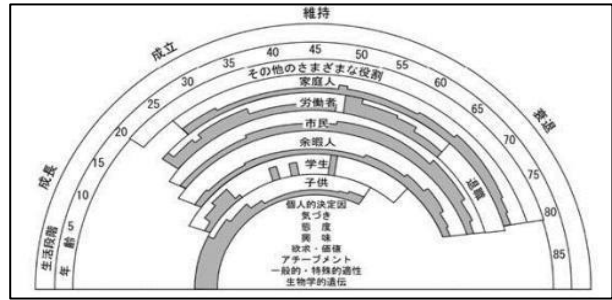 維持
成立
衰退
成長
生活段階
年齢
5
10
15
20
25
30
35
40
45
50
55
60
65
70
75
80
85
その他のさまざまな役割
家庭人
労働者
市民
余暇人
学生
子供
退職
個人的決定因
気づき
態度
興味
欲求・価値
アチーブメント
一般的・特殊的適性
生物学的遺伝